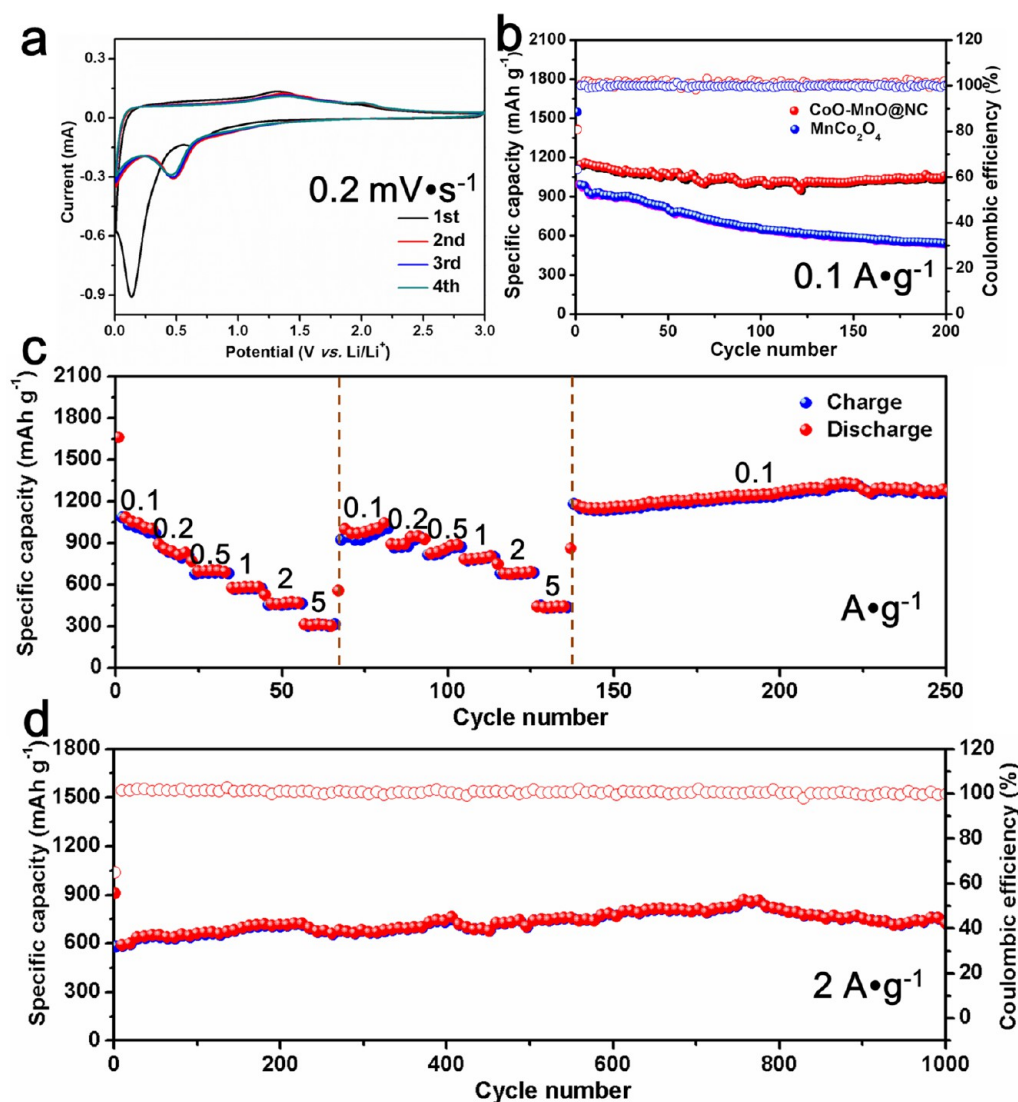 a
0.3
0.0
-0.3
-0.6
-0.9
Current (mA)
0.2 mV•s⁻¹
1st
2nd
3rd
4th
0.0 0.5 1.0 1.5 2.0 2.5 3.0
Potential (V vs. Li/Li⁺)
b
2100
1800
1500
1200
900
600
300
0
Specific capacity (mAh g⁻¹)
CoO-MnO@NC
MnCo₂O₄
0.1 A•g⁻¹
120
100
80
60
40
20
0
Coulombic efficiency (%)
0 50 100 150 200
Cycle number
c
2100
1800
1500
1200
900
600
300
0
Specific capacity (mAh g⁻¹)
Charge
Discharge
0.1
0.2
0.5
1
2
5
0.1
0.2
0.5
1
2
5
0.1
A•g⁻¹
0 50 100 150 200 250
Cycle number
d
1800
1500
1200
900
600
300
0
Specific capacity (mAh g⁻¹)
2 A•g⁻¹
120
100
80
60
40
20
0
Coulombic efficiency (%)
0 200 400 600 800 1000
Cycle number